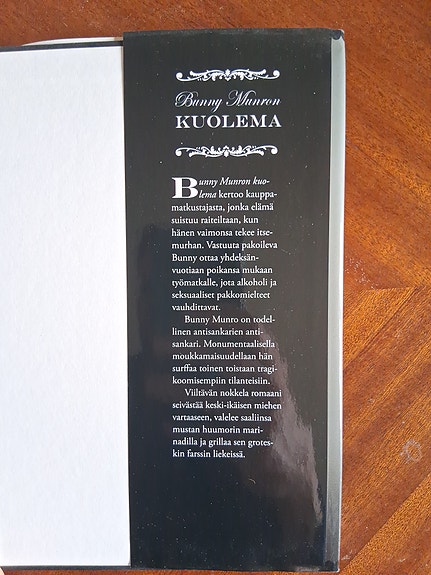 Bunny Munron
KUOLEMA
Bunny Munron kuo-
lema kertoo kauppa-
matkustajasta, jonka elämä
suistuu raiteiltaan, kun
hänen vaimonsa tekee itse-
murhan. Vastuuta pakoileva
Bunny ottaa yhdeksän-
vuotiaan poikansa mukaan
työmatkalle, jota alkoholi ja
seksuaaliset pakkomielteet
vauhdittavat.
Bunny Munro on todel-
linen antisankarien anti-
sankari. Monumentaalisella
moukkamaisuudellaan hän
surffaa toinen toistaan tragi-
koomisempiin tilanteisiin.
Viiltävän nokkela romaani
seivästää keski-ikäisen miehen
vartaaseen, valelee saaliinsa
mustan huumorin mari-
nadilla ja grillaa sen grotes-
kin farssin liekeissä.